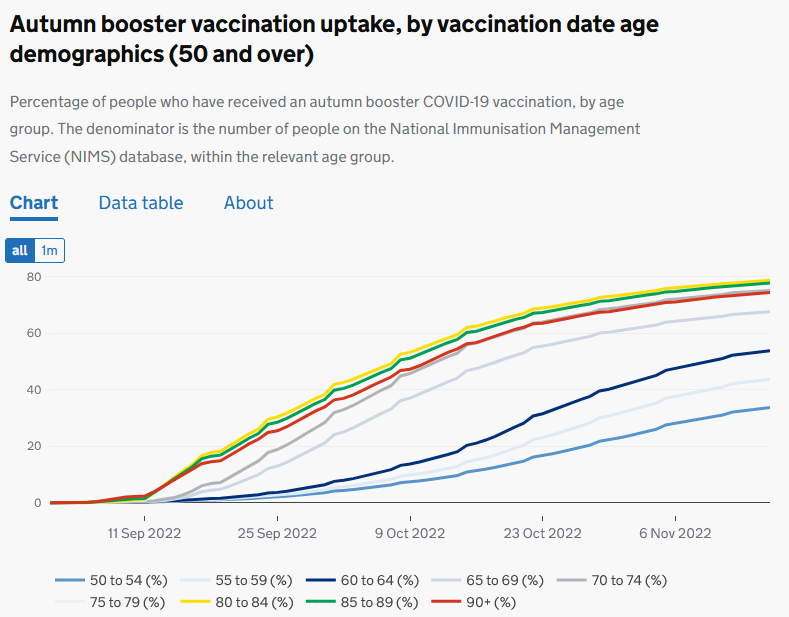 Autumn booster vaccination uptake, by vaccination date age
demographics (50 and over)
Percentage of people who have received an autumn booster COVID-19 vaccination, by age
group. The denominator is the number of people on the National Immunisation Management
Service (NIMS) database, within the relevant age group.
Chart Data table About
all 1m
80
60
40
20
0
11 Sep 2022 25 Sep 2022 9 Oct 2022 23 Oct 2022 6 Nov 2022
50 to 54 (%) 55 to 59 (%) 60 to 64 (%) 65 to 69 (%) 70 to 74 (%)
75 to 79 (%) 80 to 84 (%) 85 to 89 (%) 90+ (%)